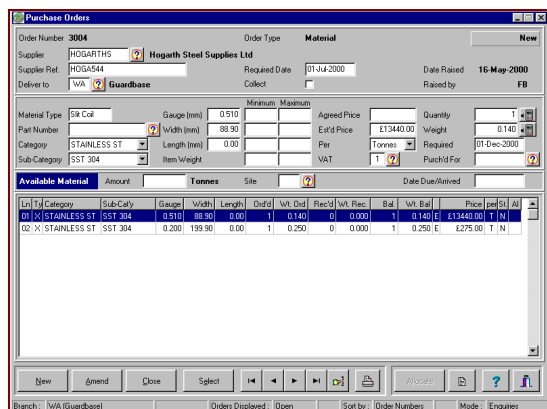 Purchase Orders
Order Number 3004 Order Type Material New
Supplier HOGARTHS Hogarth Steel Supplies Ltd
Supplier Ref. HOGA544 Required Date 01-Jul-2000 Date Raised 16-May-2000
Deliver to WA Guardbase Collect Raised by FB
Minimum Maximum
Material Type Slit Coil Gauge (mm) 0.510 Agreed Price Quantity 1
Part Number Width (mm) 88.90 Est'd Price £13440.00 Weight 0.140
Category STAINLESS ST Length (mm) 0.00 Per Tonnes Required 01-Dec-2000
Sub-Category SST 304 Item Weight VAT 1 Purch'd For
Available Material Amount Tonnes Site Date Due/Arrived
Ln Ty Category Sub-Cat'y Gauge Width Length Ord'd Wt. Ord Rec'd Wt. Rec. Bal. Wt. Bal Price per St. Al
01 X STAINLESS ST SST 304 0.510 88.90 0.00 1 0.140 0 0.000 1 0.140 E £13440.00 T N
02 X STAINLESS ST SST 304 0.200 199.90 0.00 1 0.250 0 0.000 1 0.250 E £275.00 T N
New Amend Close Select Allocate
Branch : WA (Guardbase) Orders Displayed : Open Sort by : Order Numbers Mode : Enquiries